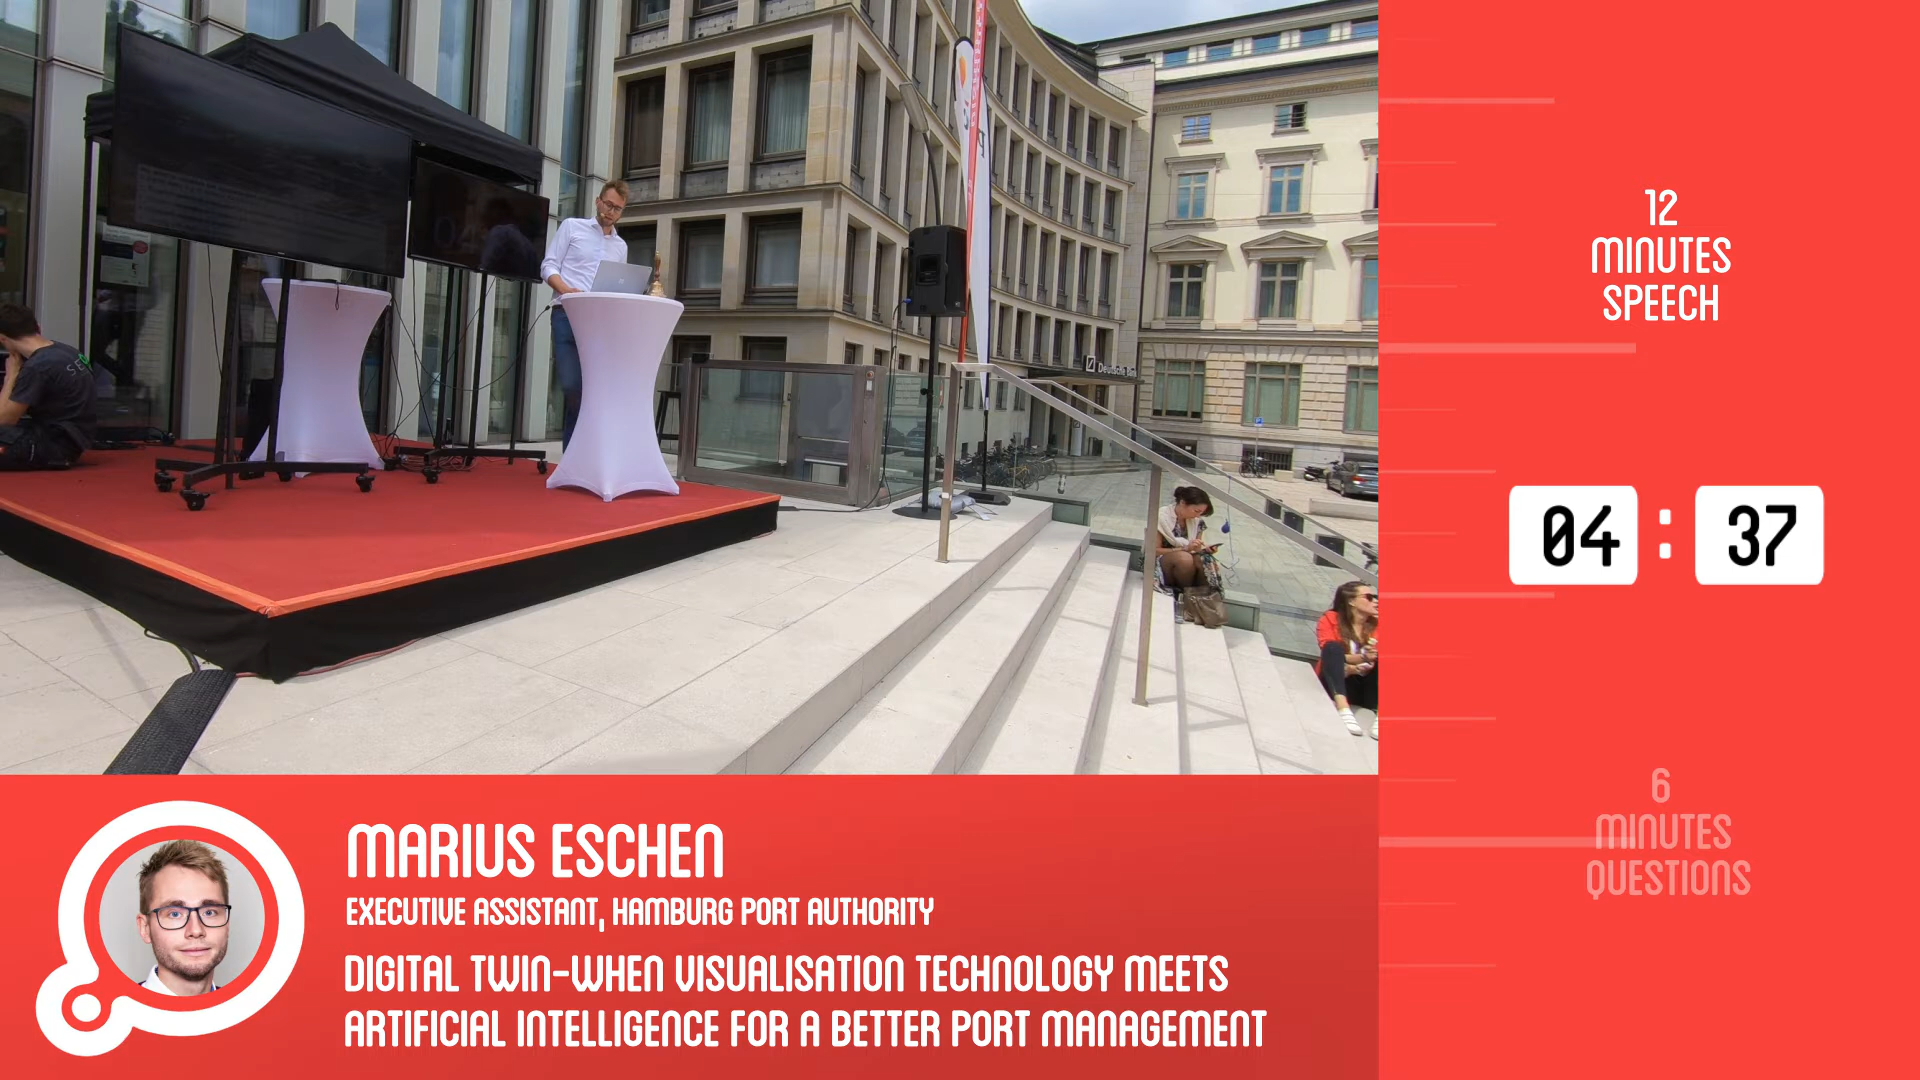 12
MINUTES
SPEECH
04 : 37
6
MINUTES
QUESTIONS
MARIUS ESCHEN
EXECUTIVE ASSISTANT, HAMBURG PORT AUTHORITY
DIGITAL TWIN-WHEN VISUALISATION TECHNOLOGY MEETS
ARTIFICIAL INTELLIGENCE FOR A BETTER PORT MANAGEMENT